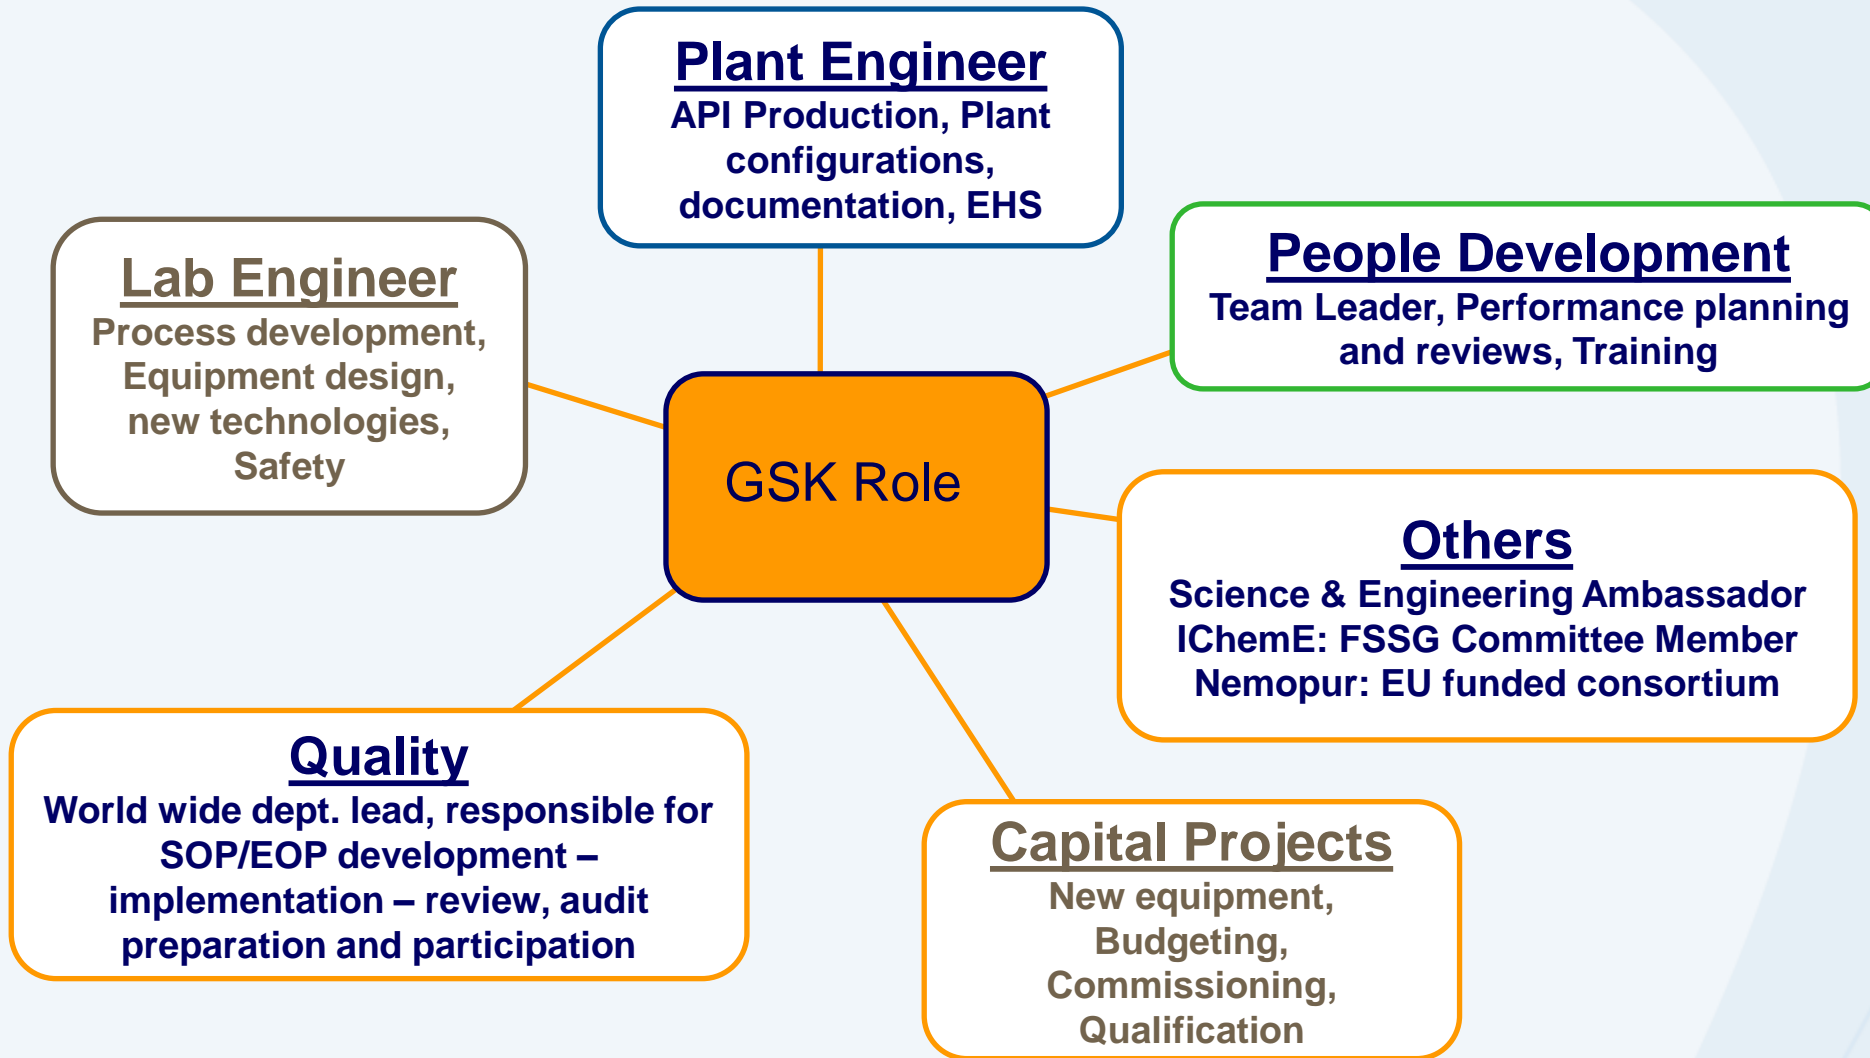 Plant Engineer
API Production, Plant
configurations,
documentation, EHS
Lab Engineer
Process development,
Equipment design,
new technologies,
Safety
People Development
Team Leader, Performance planning
and reviews, Training
GSK Role
Others
Science & Engineering Ambassador
IChemE: FSSG Committee Member
Nemopur: EU funded consortium
Quality
World wide dept. lead, responsible for
SOP/EOP development –
implementation – review, audit
preparation and participation
Capital Projects
New equipment,
Budgeting,
Commissioning,
Qualification